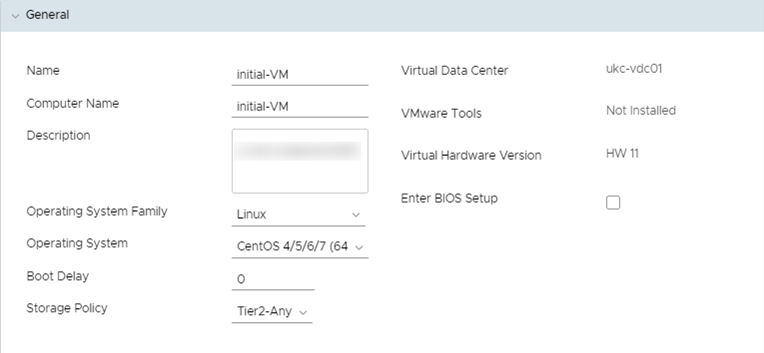 General
Name
initial-VM
Computer Name
initial-VM
Description
Operating System Family
Linux
Operating System
CentOS 4/5/6/7 (64
Boot Delay
0
Storage Policy
Tier2-Any
Virtual Data Center
ukc-vdc01
VMware Tools
Not Installed
Virtual Hardware Version
HW 11
Enter BIOS Setup